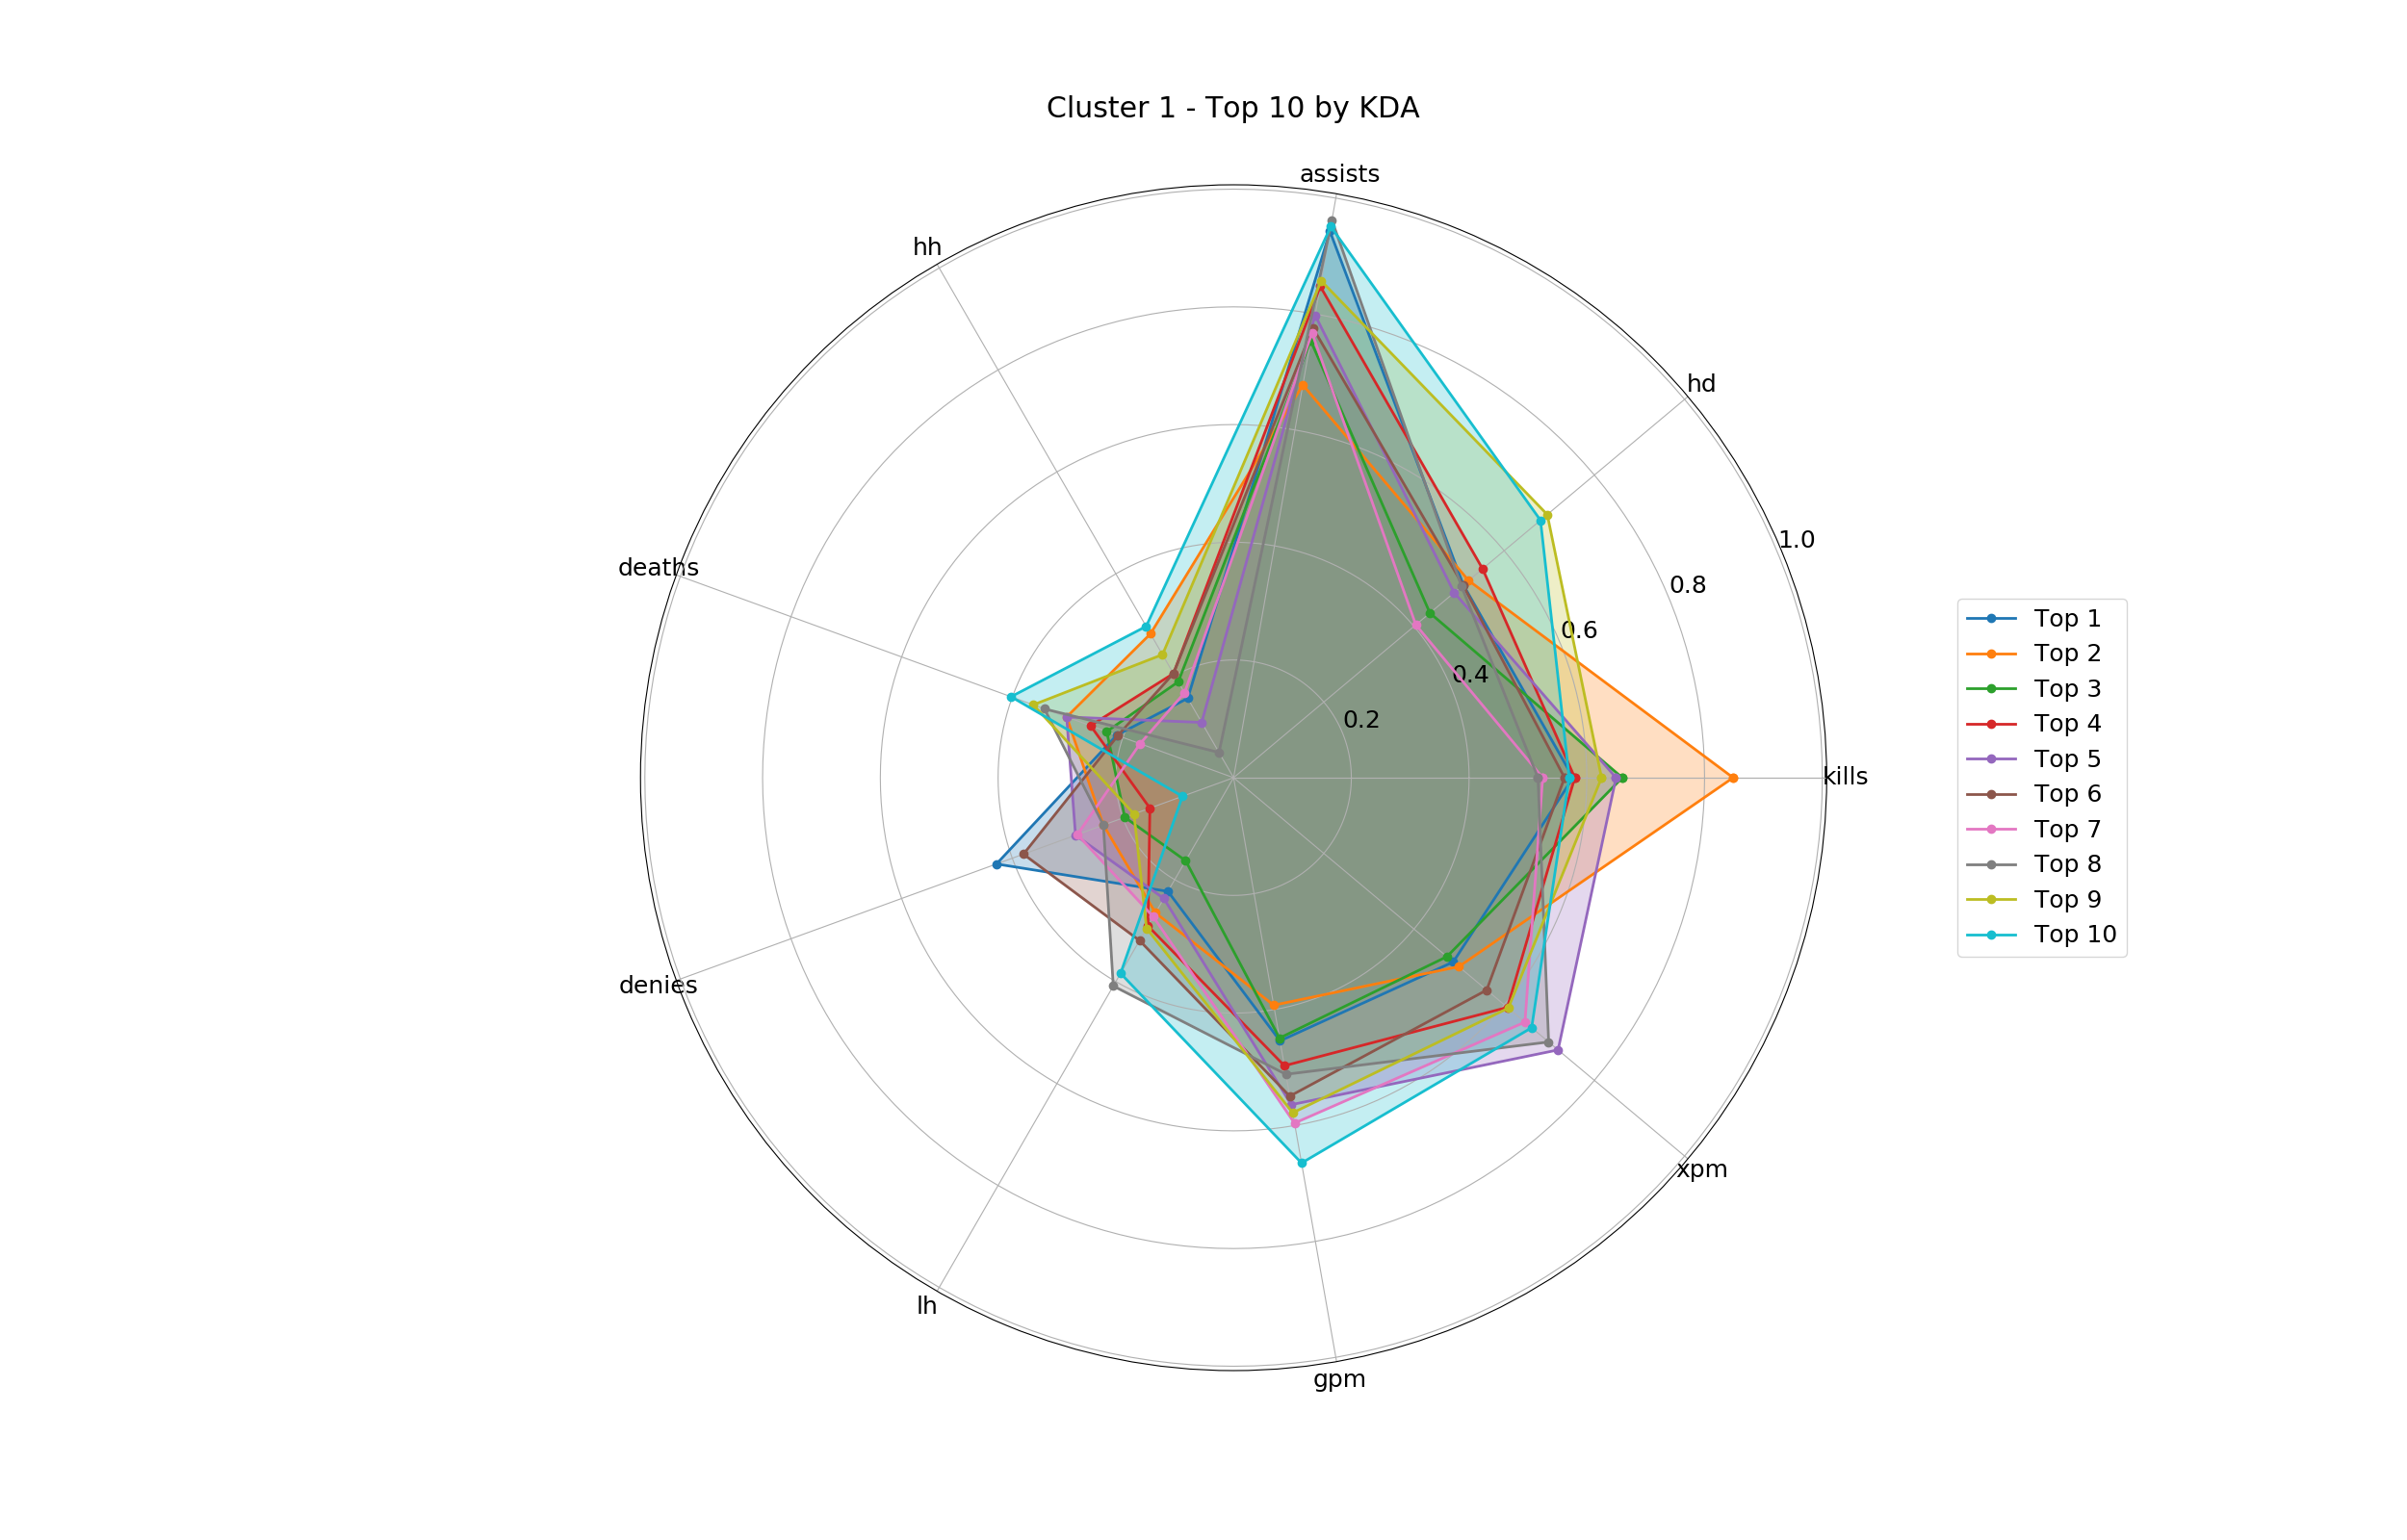 Cluster 1 - Top 10 by KDA
assists
hh
hd
deaths
1.0
0.8
0.6
0.4
0.2
kills
denies
lh
gpm
xpm
Top 1
Top 2
Top 3
Top 4
Top 5
Top 6
Top 7
Top 8
Top 9
Top 10